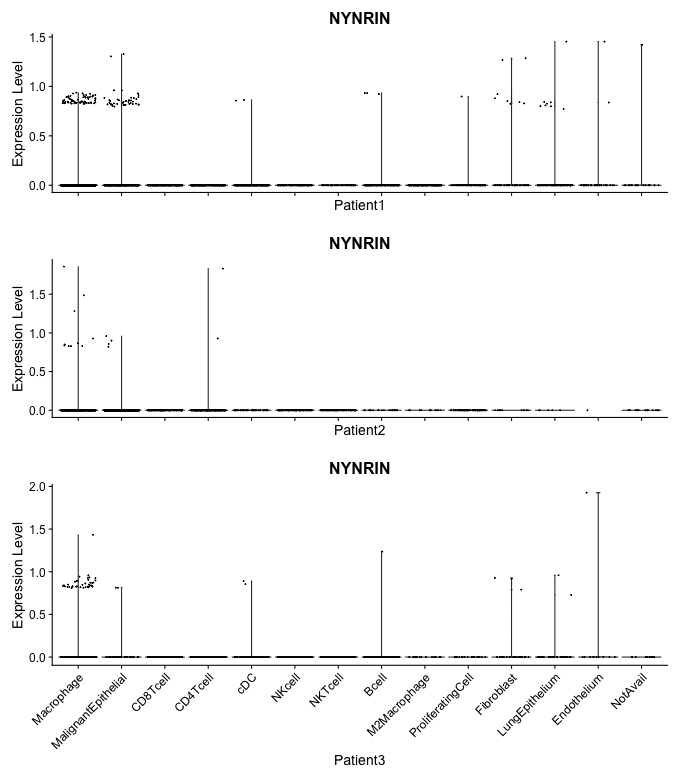 NYNRIN
Expression Level
1.5
1.0
0.5
0.0
Patient1
NYNRIN
Expression Level
1.5
1.0
0.5
0.0
Patient2
NYNRIN
Expression Level
2.0
1.5
1.0
0.5
0.0
Macrophage
MalignantEpithelial
CD8Tcell
CD4Tcell
cDC
NKcell
NKTcell
Bcell
M2Macrophage
ProliferatingCell
Fibroblast
LungEpithelium
Endothelium
NotAvail
Patient3